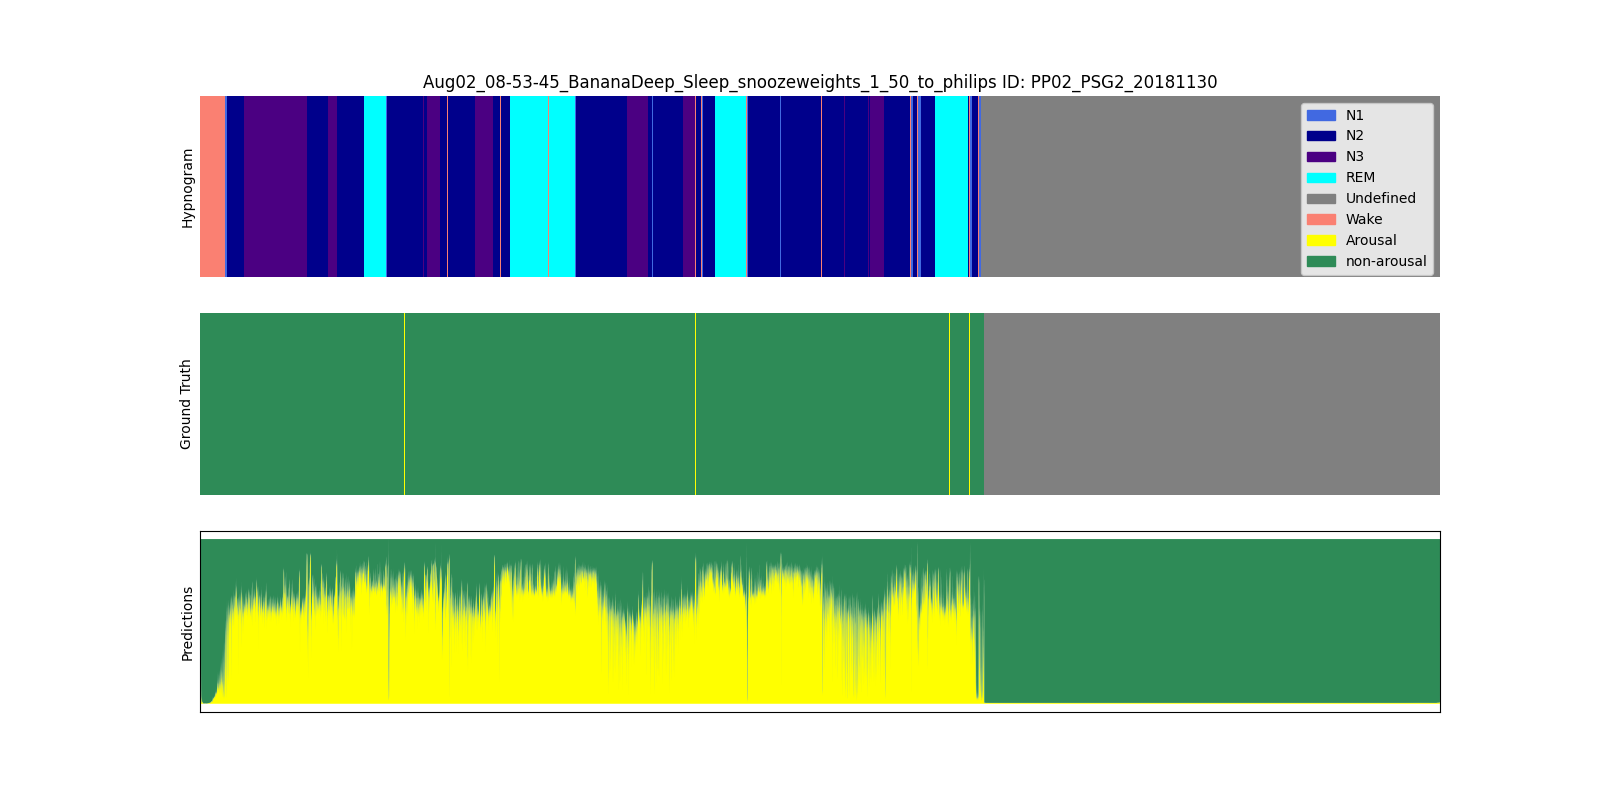 Aug02_08-53-45_BananaDeep_Sleep_snoozeweights_1_50_to_philips ID: PP02_PSG2_20181130
Hypnogram
N1
N2
N3
REM
Undefined
Wake
Arousal
non-arousal
Ground Truth
Predictions